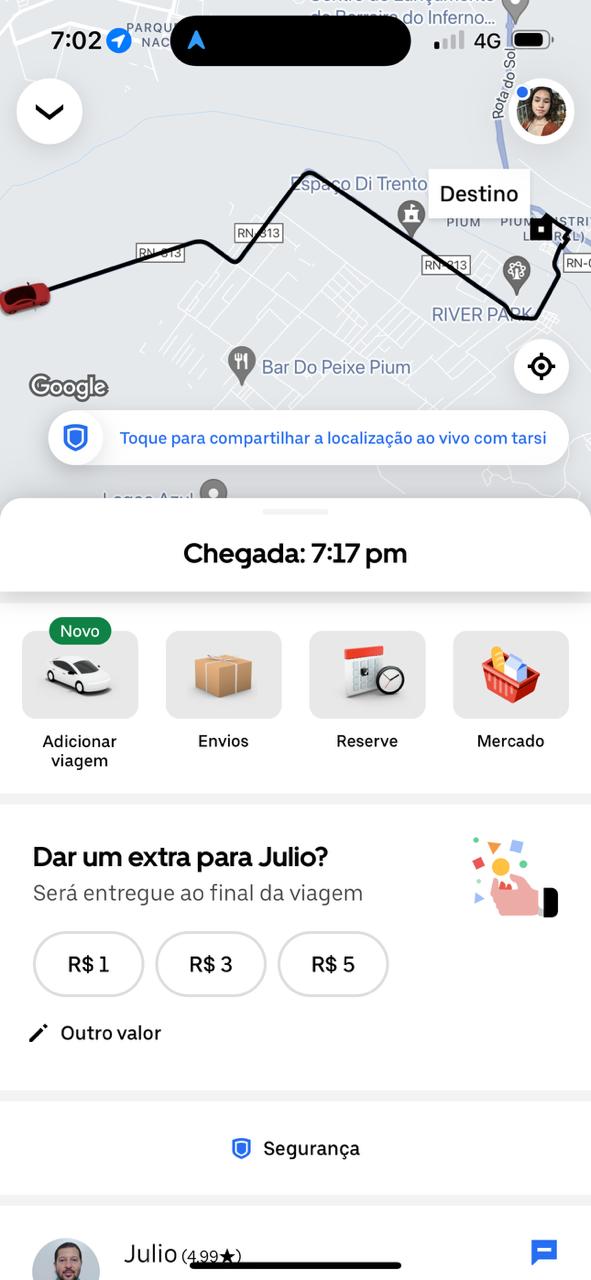 Centro de Lançamento
da Barreira do Inferno...
7:02
PARQUE
NAC
4G
Rota do Sol
Espaço Di Trento
Destino
PIUM
PIUM
L
RN-313
RN-313
RN-313
RIVER PARK
Bar Do Peixe Pium
Google
Toque para compartilhar a localização ao vivo com tarsi
Lagoa Azul
Chegada: 7:17 pm
Novo
Adicionar
viagem
Envios
Reserve
Mercado
Dar um extra para Julio?
Será entregue ao final da viagem
R$ 1
R$ 3
R$ 5
Outro valor
Segurança
Julio (4,99★)